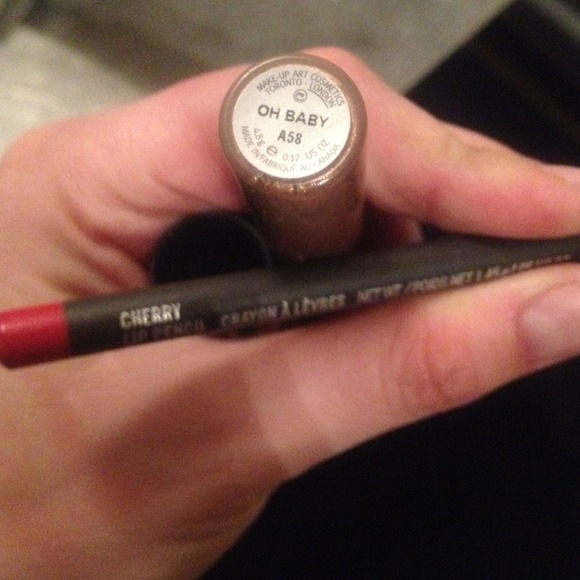 MAKE-UP ART COSMETICS
TORONTO - LONDON
OH BABY
A58
4.8 g e 0.17 US OZ
MADE IN/FABRIQUÉ AU CANADA
CHERRY
LIP PENCIL CRAYON À LÈVRES NET WT/POIDS NET